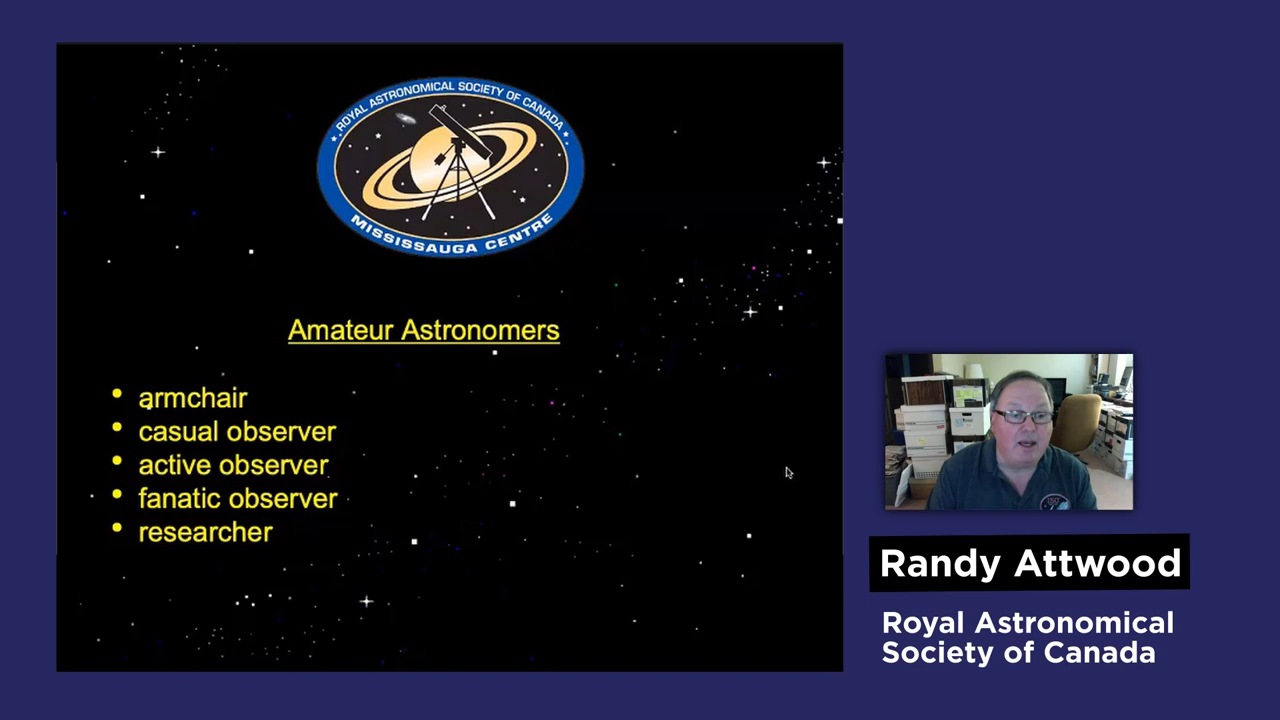 ROYAL ASTRONOMICAL SOCIETY OF CANADA
MISSISSAUGA CENTRE
Amateur Astronomers
• armchair
• casual observer
• active observer
• fanatic observer
• researcher
Randy Attwood
Royal Astronomical
Society of Canada